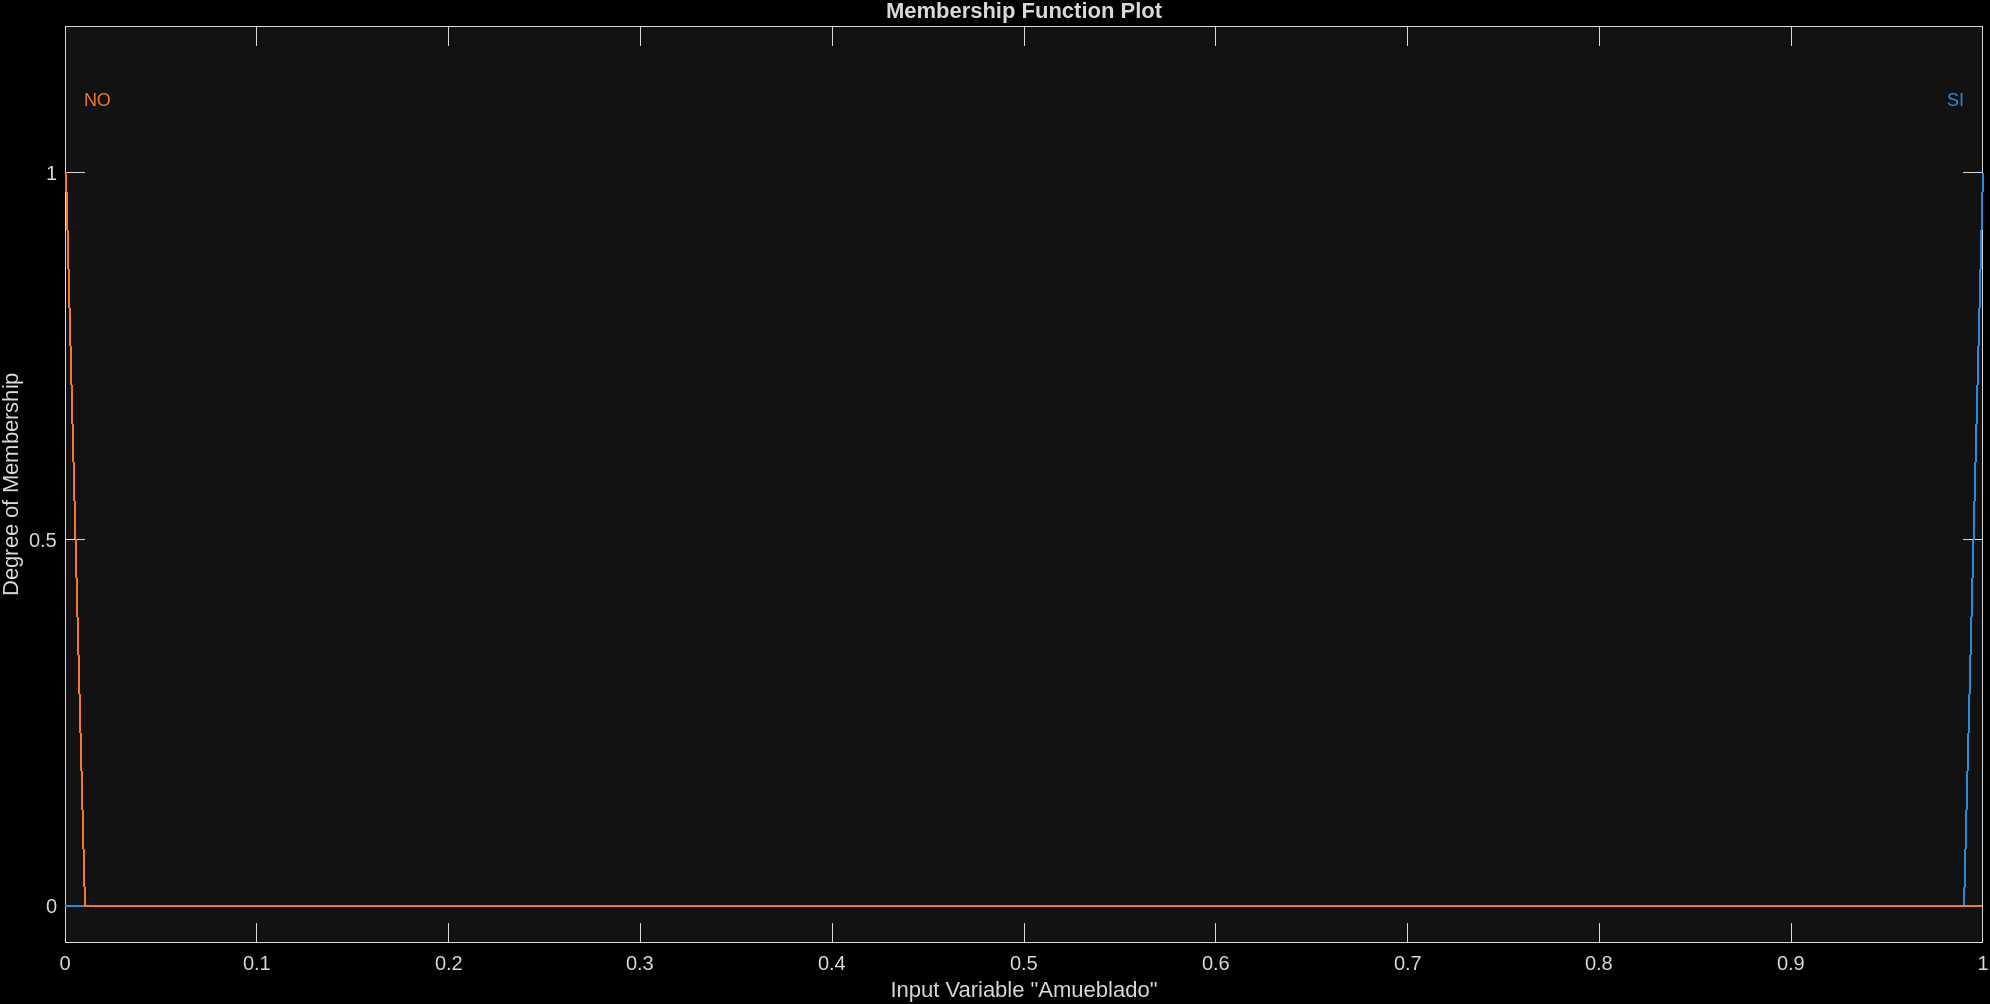 Membership Function Plot
NO
SI
1
0.5
0
Degree of Membership
0 0.1 0.2 0.3 0.4 0.5 0.6 0.7 0.8 0.9 1
Input Variable "Amueblado"